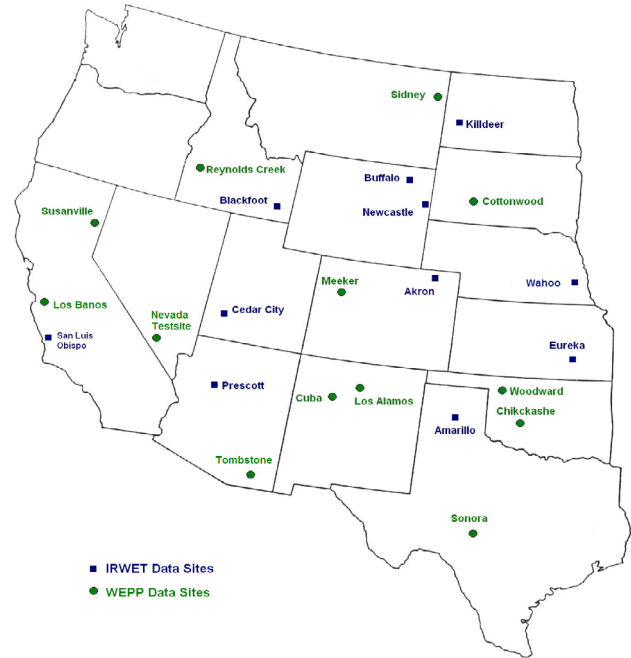 Sidney
Killdeer
Reynolds Creek
Buffalo
Blackfoot
Newcastle
Cottonwood
Susanville
Meeker
Akron
Wahoo
Los Banos
Cedar City
Nevada
Testsite
San Luis
Obispo
Eureka
Prescott
Cuba
Los Alamos
Woodward
Chikckashe
Amarillo
Tombstone
Sonora
IRWET Data Sites
WEPP Data Sites